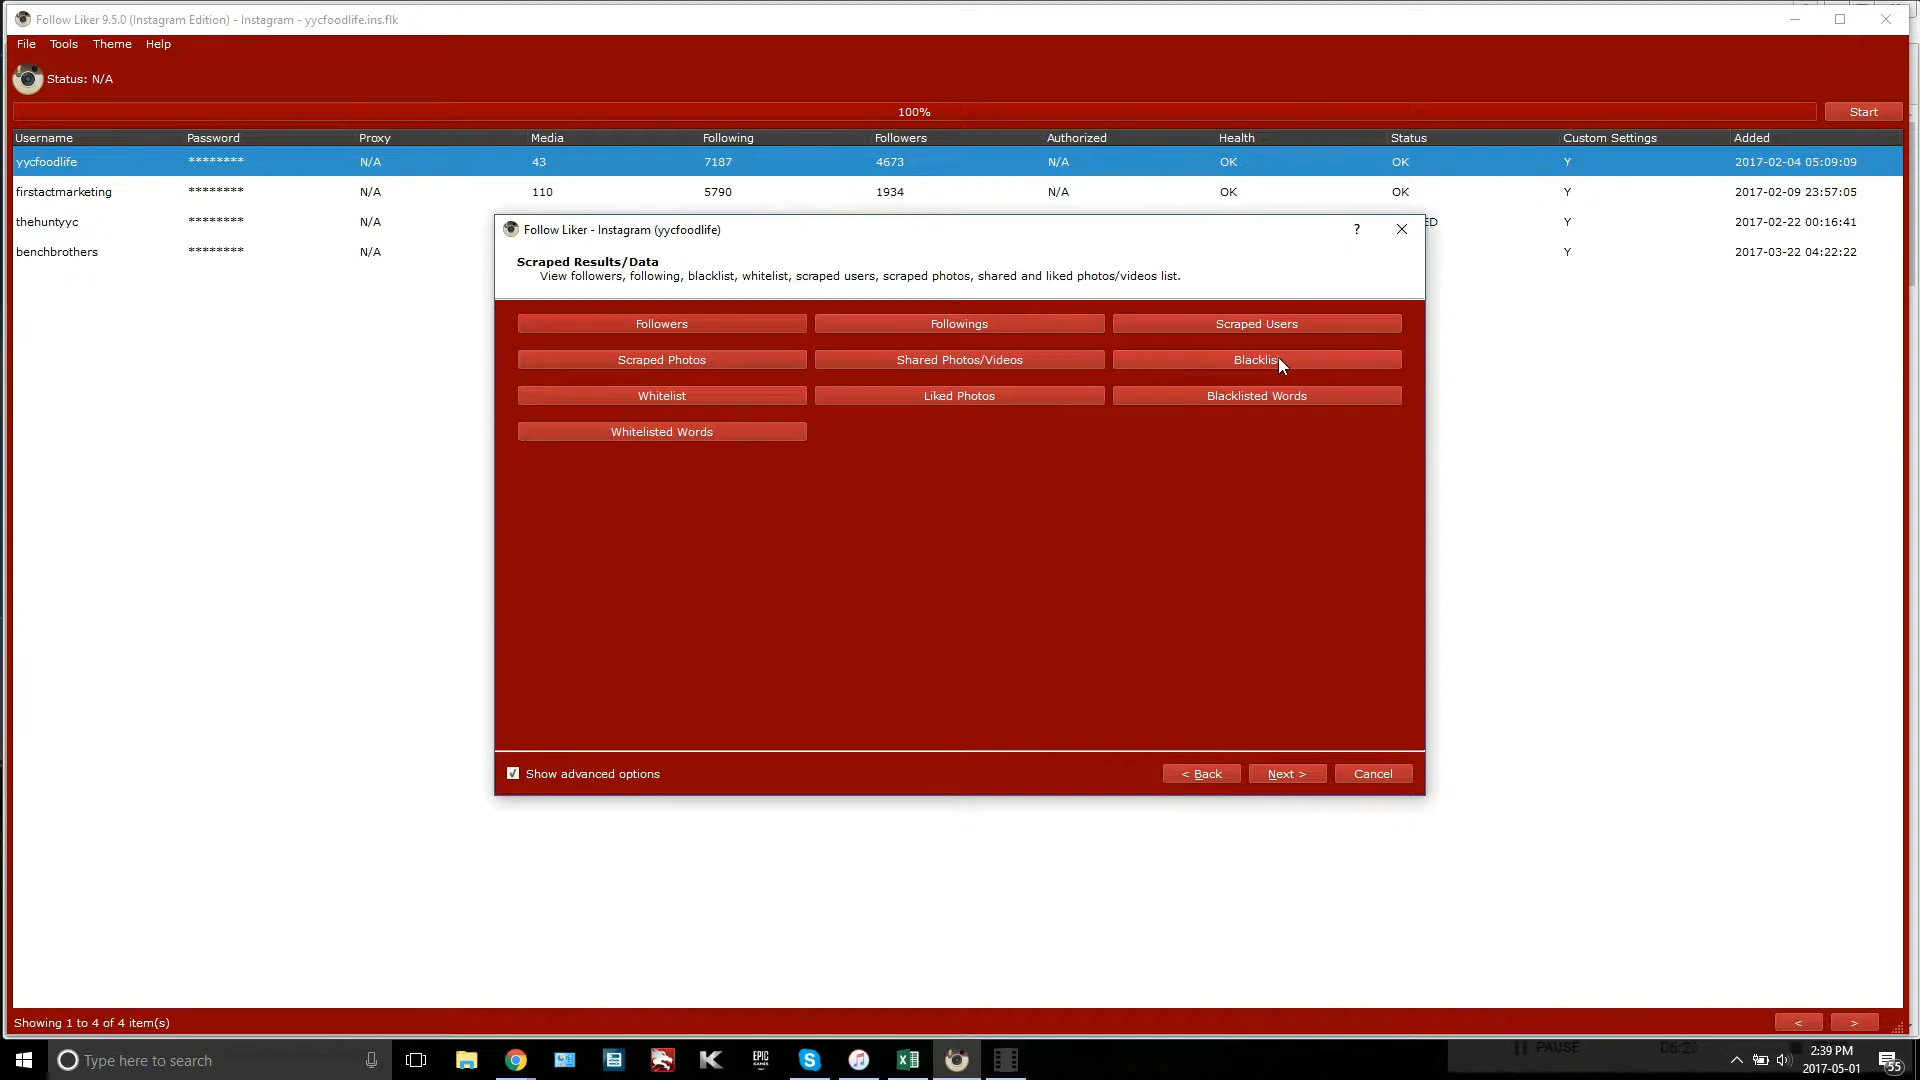 Follow Liker 9.5.0 (Instagram Edition) - Instagram - yycfoodlife.ins.flk
File Tools Theme Help
Status: N/A
100% Start
Username Password Proxy Media Following Followers Authorized Health Status Custom Settings Added
yycfoodlife ******** N/A 43 7187 4673 N/A OK OK Y 2017-02-04 05:09:09
firstactmarketing ******** N/A 110 5790 1934 N/A OK OK Y 2017-02-09 23:57:05
thehuntyyc ******** N/A ED Y 2017-02-22 00:16:41
benchbrothers ******** N/A Y 2017-03-22 04:22:22
Follow Liker - Instagram (yycfoodlife) ?
Scraped Results/Data
View followers, following, blacklist, whitelist, scraped users, scraped photos, shared and liked photos/videos list.
Followers Followings Scraped Users
Scraped Photos Shared Photos/Videos Blacklis
Whitelist Liked Photos Blacklisted Words
Whitelisted Words
Show advanced options < Back Next > Cancel
Showing 1 to 4 of 4 item(s) < >
Type here to search
EPIC GAMES
PAUSE
2:39 PM
2017-05-01
55